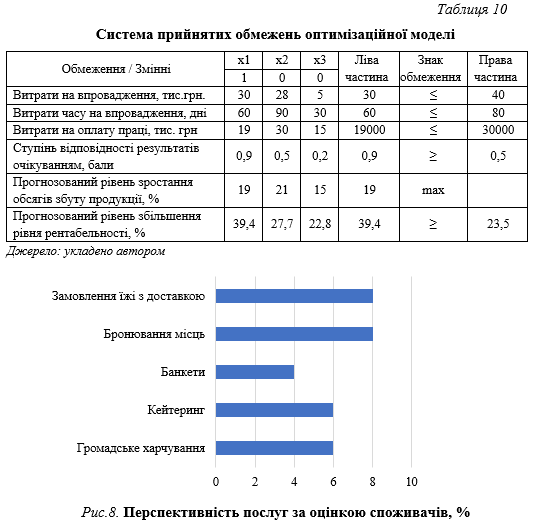 Таблиця 10
Система прийнятих обмежень оптимізаційної моделі
Обмеження / Змінні x1 x2 x3 Ліва частина Знак обмеження Права частина
1 0 0
Витрати на впровадження, тис.грн. 30 28 5 30 ≤ 40
Витрати часу на впровадження, дні 60 90 30 60 ≤ 80
Витрати на оплату праці, тис. грн 19 30 15 19000 ≤ 30000
Ступінь відповідності результатів
очікуванням, бали 0,9 0,5 0,2 0,9 ≥ 0,5
Прогнозований рівень зростання
обсягів збуту продукції, % 19 21 15 19 max
Прогнозований рівень збільшення
рівня рентабельності, % 39,4 27,7 22,8 39,4 ≥ 23,5
Джерело: укладено автором
Замовлення їжі з доставкою
Бронювання місць
Банкети
Кейтеринг
Громадське харчування
0 2 4 6 8 10
Рис.8. Перспективність послуг за оцінкою споживачів, %